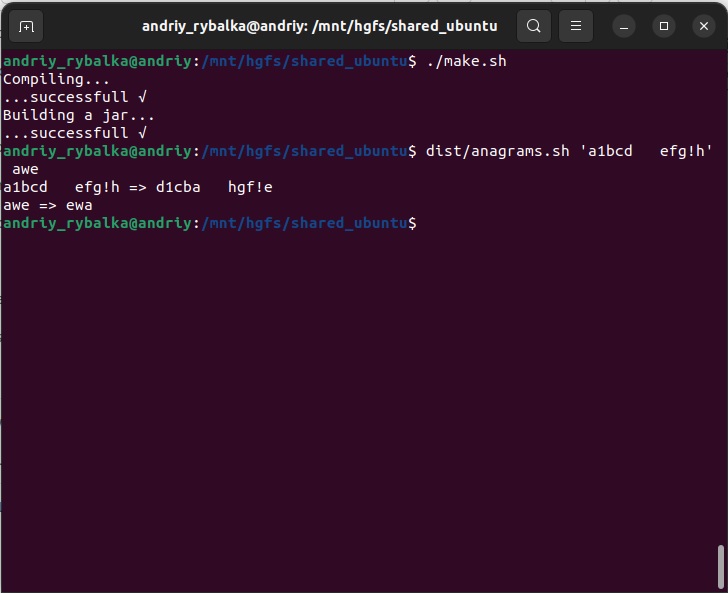 andriy_rybalka@andriy: /mnt/hgfs/shared_ubuntu
andriy_rybalka@andriy:/mnt/hgfs/shared_ubuntu$ ./make.sh
Compiling...
...successfull √
Building a jar...
...successfull √
andriy_rybalka@andriy:/mnt/hgfs/shared_ubuntu$ dist/anagrams.sh 'a1bcd   efg!h'
 awe
a1bcd   efg!h => d1cba   hgf!e
awe => ewa
andriy_rybalka@andriy:/mnt/hgfs/shared_ubuntu$